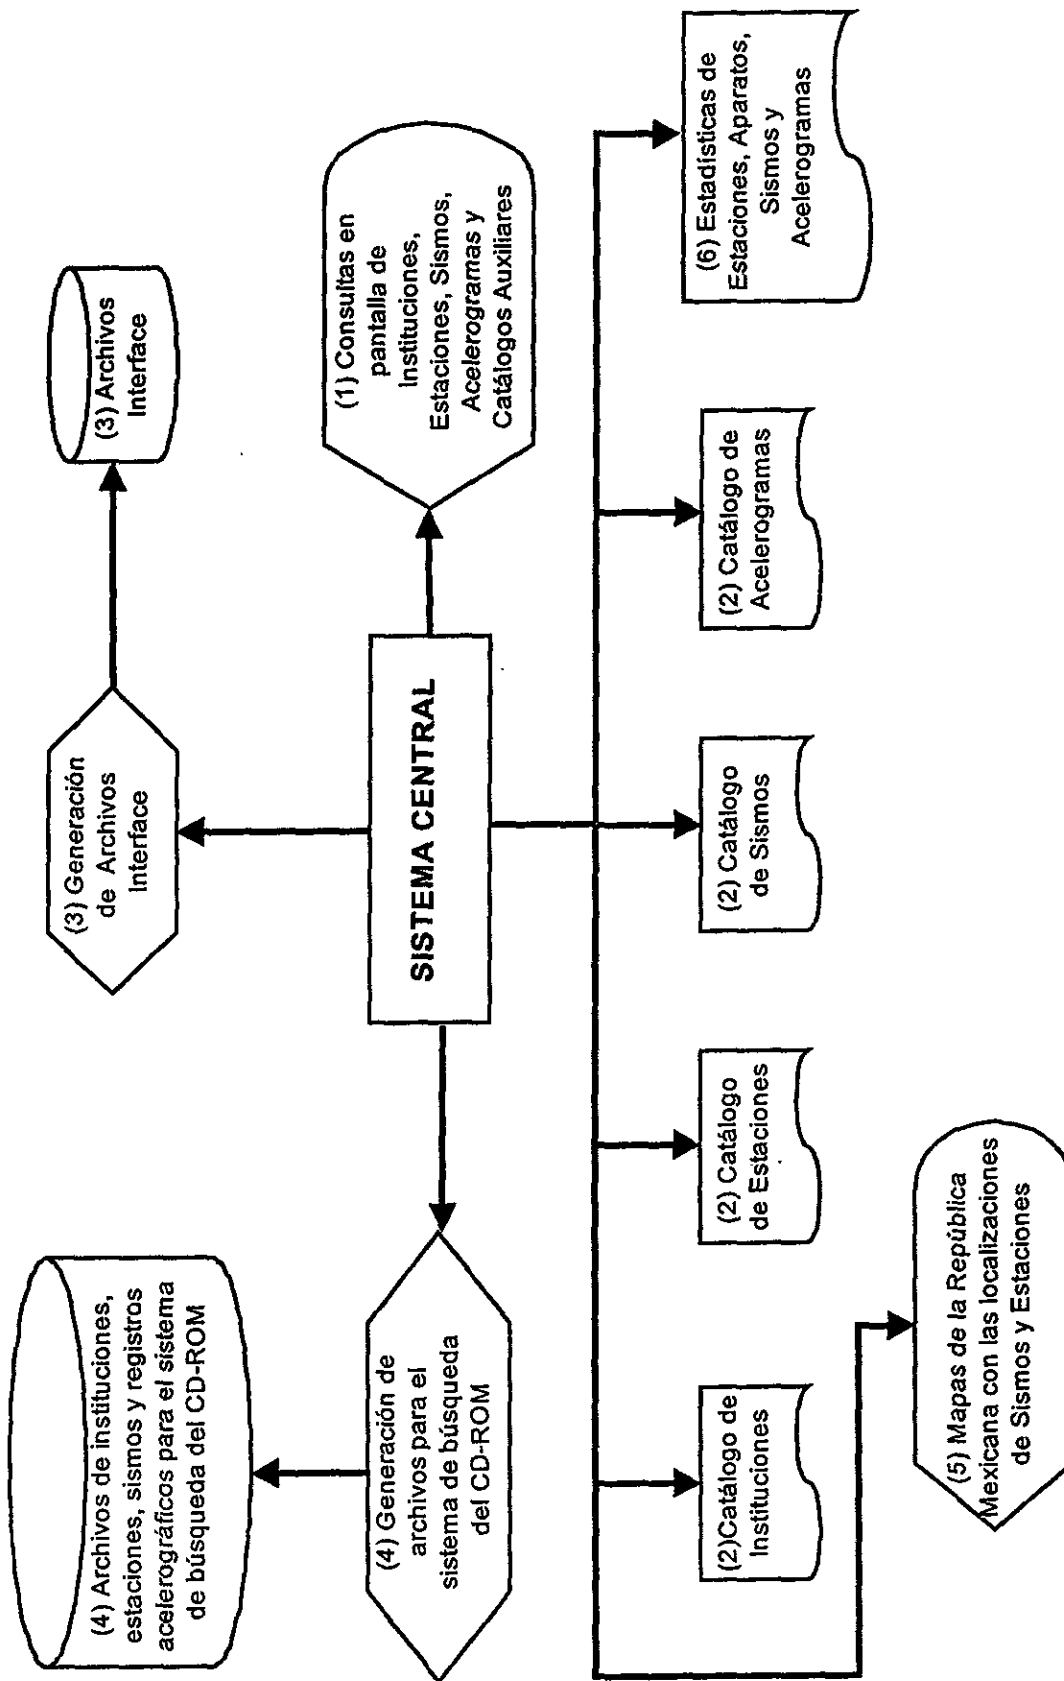 (4) Archivos de instituciones,
estaciones, sismos y registros
acelerográficos para el sistema
de búsqueda del CD-ROM
(3) Generación
de Archivos
Interface
(3) Archivos
Interface
(4) Generación de
archivos para el
sistema de búsqueda
del CD-ROM
SISTEMA CENTRAL
(1) Consultas en
pantalla de
Instituciones,
Estaciones, Sismos,
Acelerogramas y
Catálogos Auxiliares
(2)Catálogo de
Instituciones
(2) Catálogo
de Estaciones
(2) Catálogo
de Sismos
(2) Catálogo de
Acelerogramas
(6) Estadísticas de
Estaciones, Aparatos,
Sismos y
Acelerogramas
(5) Mapas de la República
Mexicana con las localizaciones
de Sismos y Estaciones